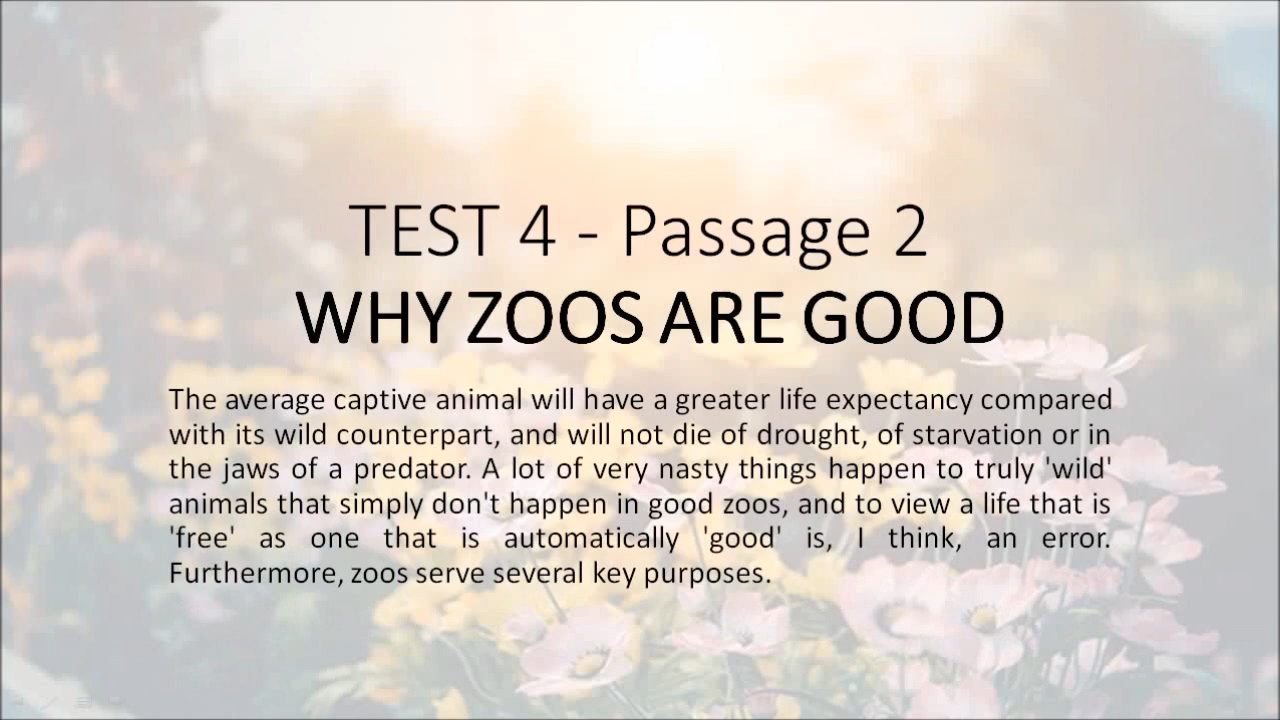 TEST 4 - Passage 2
WHY ZOOS ARE GOOD
The average captive animal will have a greater life expectancy compared
with its wild counterpart, and will not die of drought, of starvation or in
the jaws of a predator. A lot of very nasty things happen to truly 'wild'
animals that simply don't happen in good zoos, and to view a life that is
'free' as one that is automatically 'good' is, I think, an error.
Furthermore, zoos serve several key purposes.